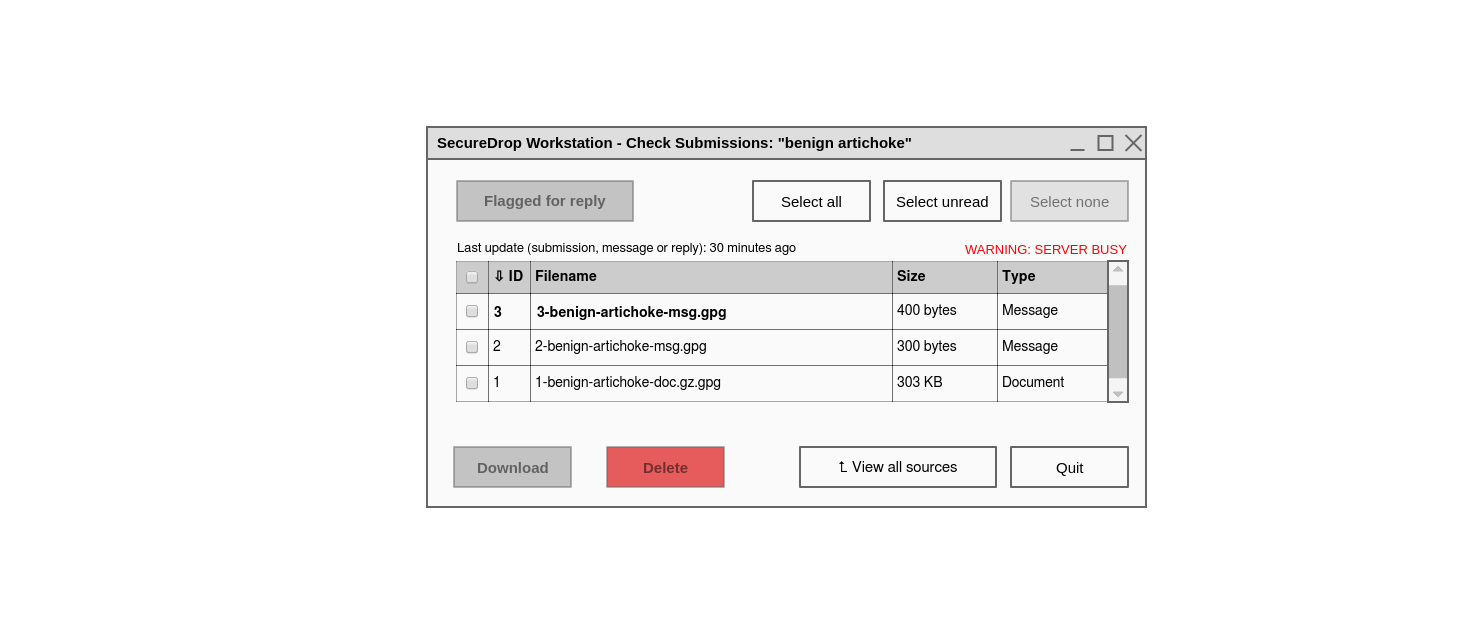 SecureDrop Workstation - Check Submissions: "benign artichoke"
Flagged for reply Select all Select unread Select none
Last update (submission, message or reply): 30 minutes ago WARNING: SERVER BUSY
⇩ ID Filename Size Type
3 3-benign-artichoke-msg.gpg 400 bytes Message
2 2-benign-artichoke-msg.gpg 300 bytes Message
1 1-benign-artichoke-doc.gz.gpg 303 KB Document
Download Delete ⮤ View all sources Quit